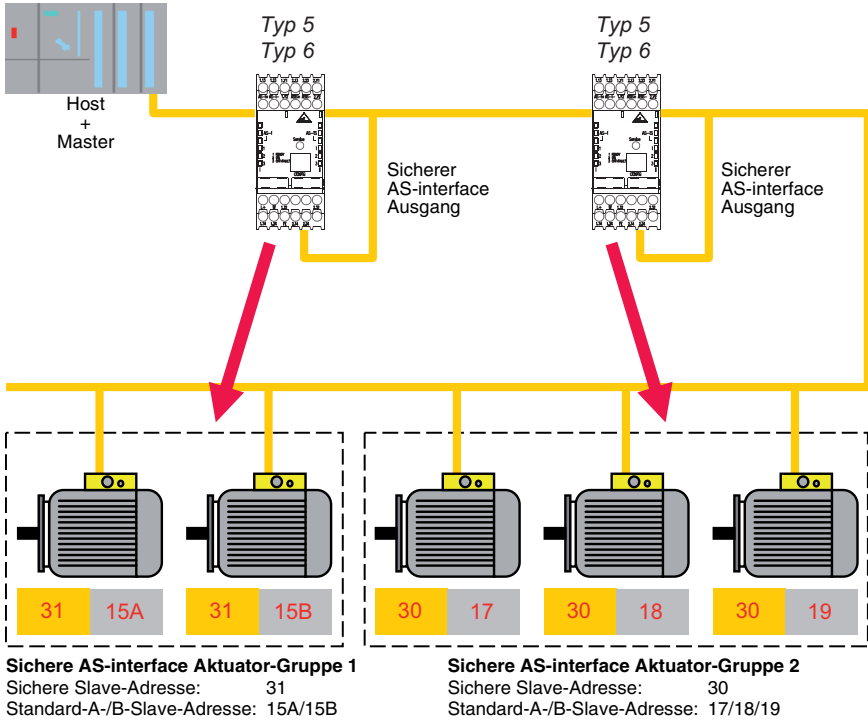 Typ 5
Typ 6
Typ 5
Typ 6
Host
+
Master
Sicherer
AS-interface
Ausgang
Sicherer
AS-interface
Ausgang
31 15A 31 15B 30 17 30 18 30 19
Sichere AS-interface Aktuator-Gruppe 1
Sichere Slave-Adresse: 31
Standard-A-/B-Slave-Adresse: 15A/15B
Sichere AS-interface Aktuator-Gruppe 2
Sichere Slave-Adresse: 30
Standard-A-/B-Slave-Adresse: 17/18/19